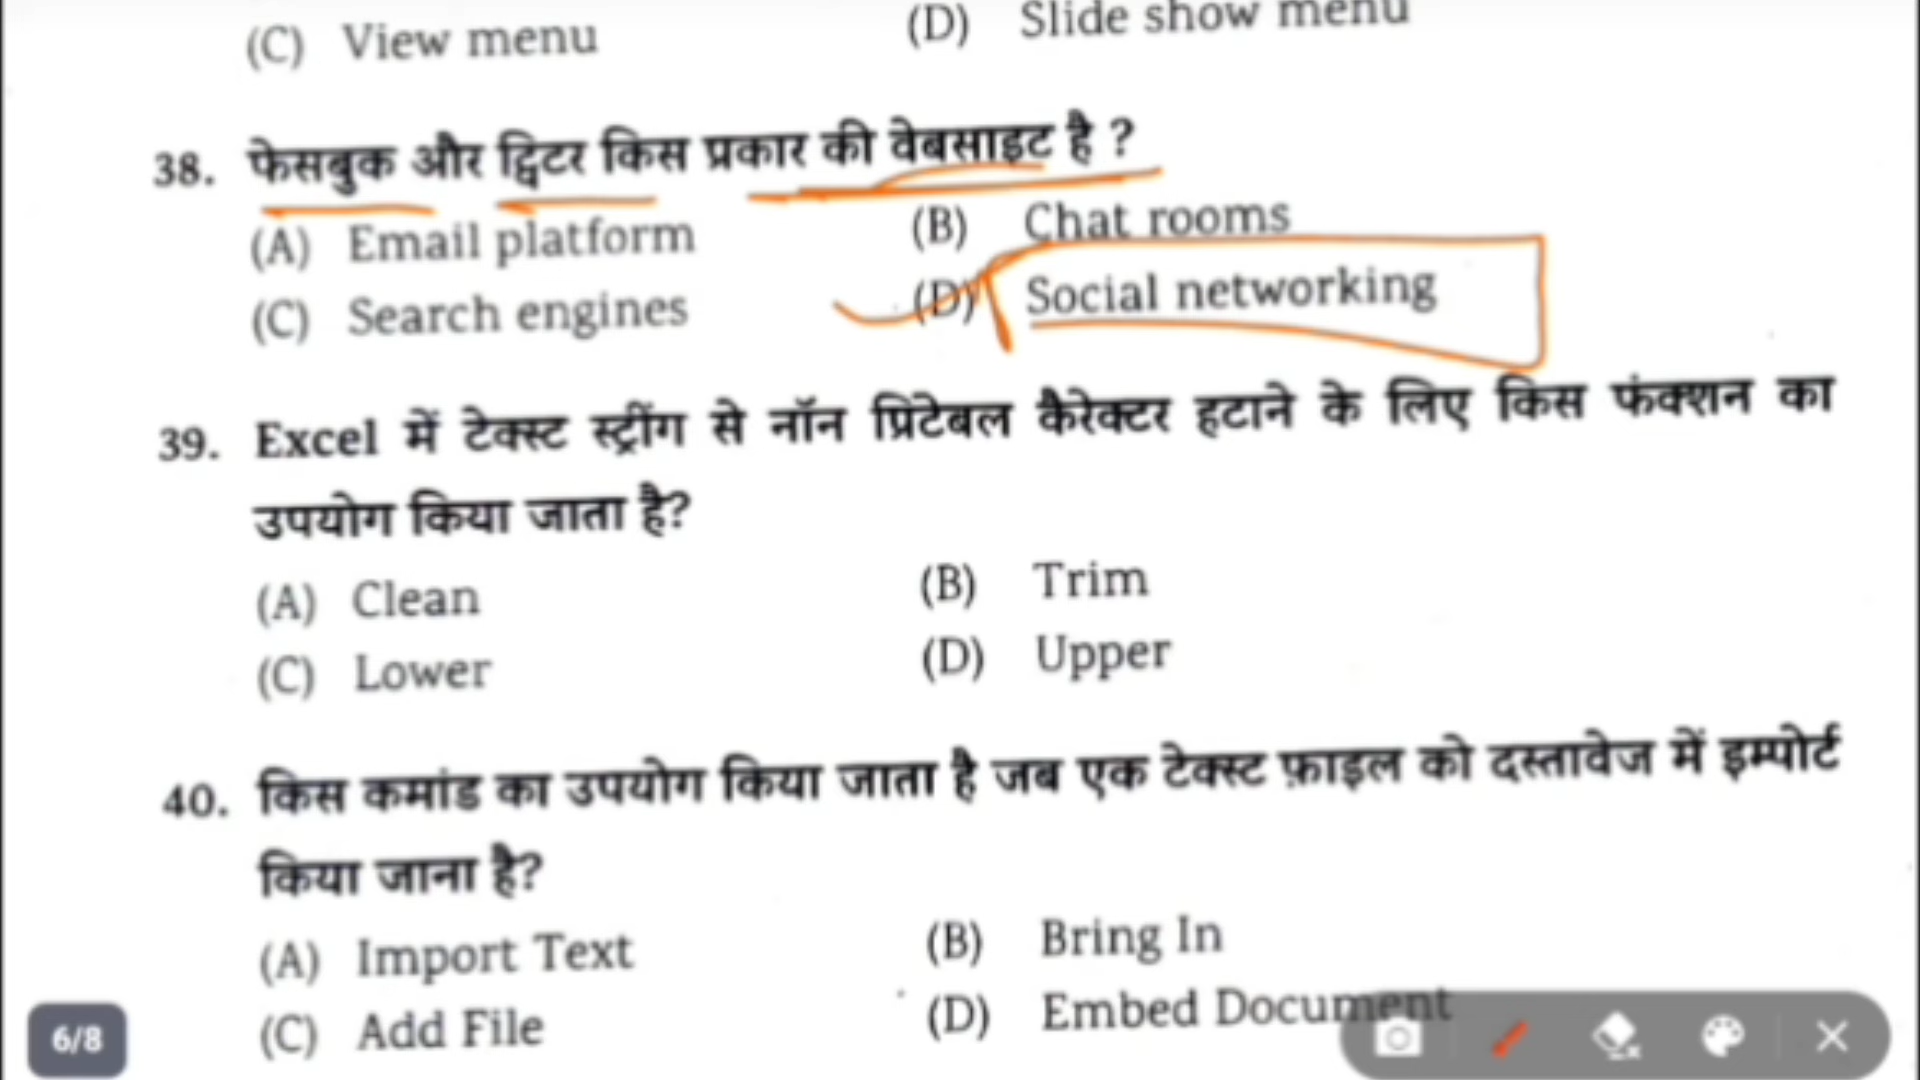 (C) View menu (D) Slide show menu
38. फेसबुक और ट्विटर किस प्रकार की वेबसाइट है ?
(A) Email platform (B) Chat rooms
(C) Search engines (D) Social networking
39. Excel में टेक्स्ट स्ट्रींग से नॉन प्रिंटेबल कैरेक्टर हटाने के लिए किस फंक्शन का
उपयोग किया जाता है?
(A) Clean (B) Trim
(C) Lower (D) Upper
40. किस कमांड का उपयोग किया जाता है जब एक टेक्स्ट फ़ाइल को दस्तावेज में इम्पोर्ट
किया जाना है?
(A) Import Text (B) Bring In
(C) Add File (D) Embed Document
6/8